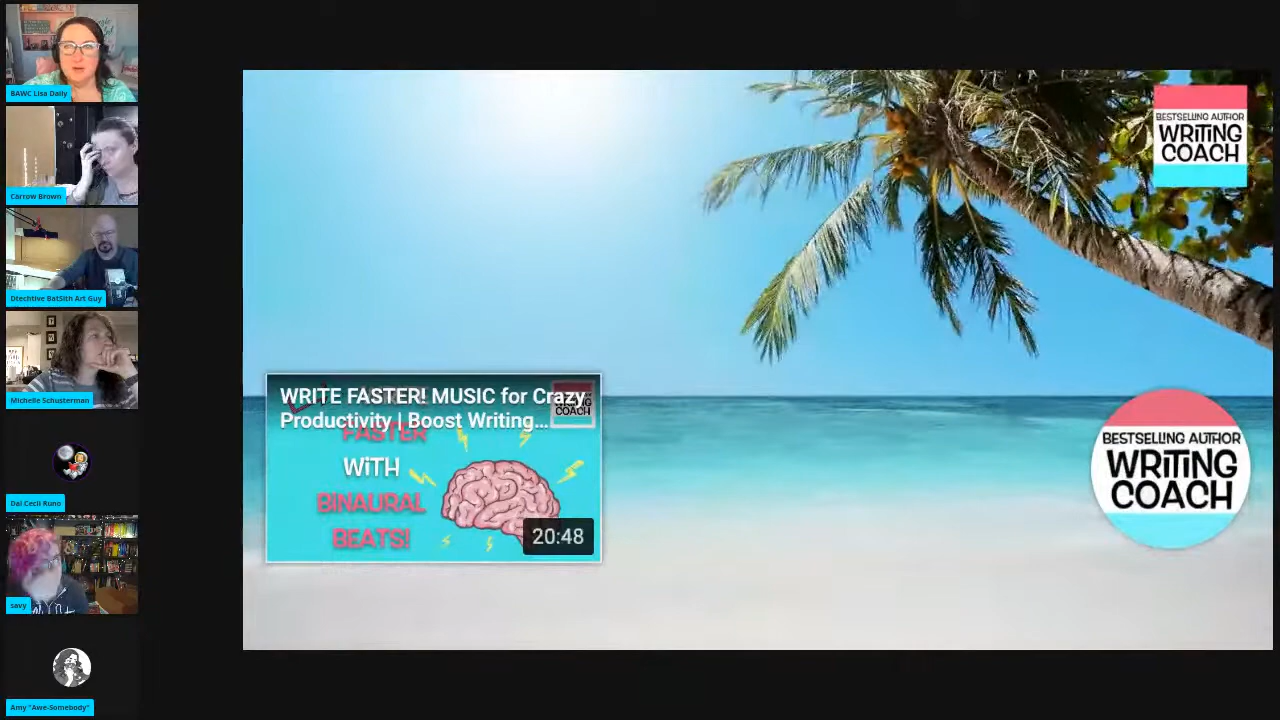 BAWC Lisa Daily
Carrow Brown
Dtechtive BatSith Art Guy
Michelle Schusterman
Dai Cecil Kuno
savy
Amy "Awe-Somebody"
BESTSELLING AUTHOR
WRiTiNG
COACH
WRITE FASTER! MUSIC for Crazy
Productivity | Boost Writing...
FASTER
WiTH
BINAURAL
BEATS!
20:48
BESTSELLING AUTHOR
WRiTiNG
COACH